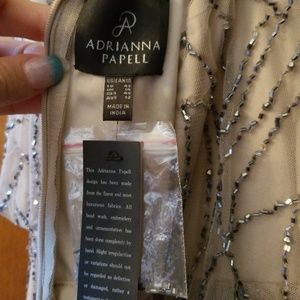 ADRIANNA
PAPELL
MADE IN
INDIA
This Adrianna Papell
design has been made
from the finest and most
luxurious fabrics. All
bead work, embroidery
and ornamentation has
been done completely by
hand. Slight irregularities
or variations should not
be regarded as defective
or damaged, rather a